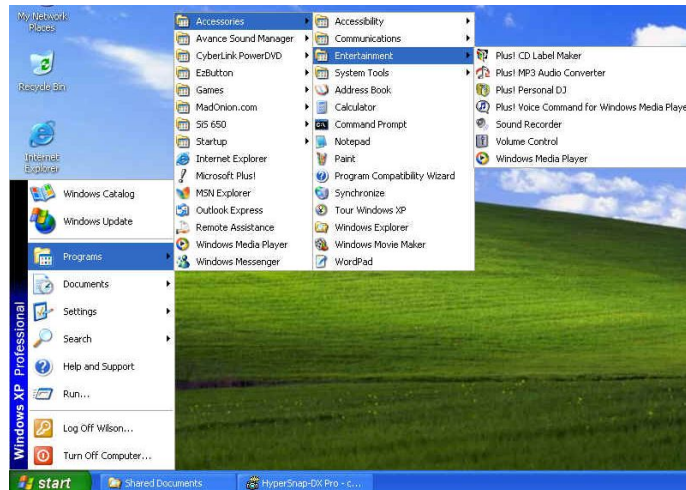 My Network
Places
Recycle Bin
Internet
Explorer
Windows Catalog
Windows Update
Programs
Documents
Settings
Search
Help and Support
Run...
Log Off Wilson...
Turn Off Computer...
Windows XP Professional
Accessories
Avance Sound Manager
CyberLink PowerDVD
EzButton
Games
MadOnion.com
SiS 650
Startup
Internet Explorer
Microsoft Plus!
MSN Explorer
Outlook Express
Remote Assistance
Windows Media Player
Windows Messenger
Accessibility
Communications
Entertainment
System Tools
Address Book
Calculator
Command Prompt
Notepad
Paint
Program Compatibility Wizard
Synchronize
Tour Windows XP
Windows Explorer
Windows Movie Maker
WordPad
Plus! CD Label Maker
Plus! MP3 Audio Converter
Plus! Personal DJ
Plus! Voice Command for Windows Media Playe
Sound Recorder
Volume Control
Windows Media Player
start
Shared Documents
HyperSnap-DX Pro - c...